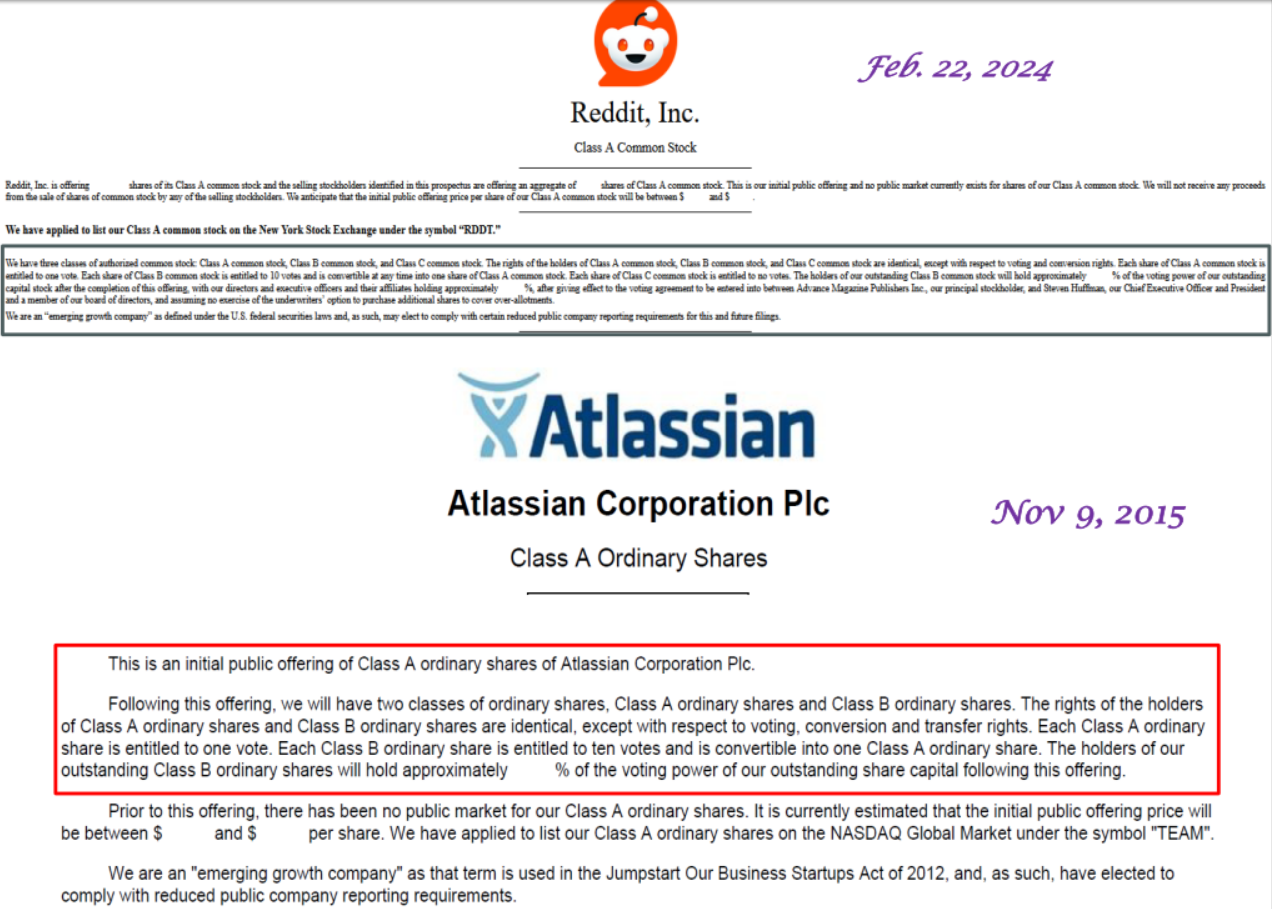 Feb. 22, 2024
Reddit, Inc.
Class A Common Stock
Reddit, Inc. is offering shares of its Class A common stock and the selling stockholders identified in this prospectus are offering an aggregate of shares of Class A common stock. This is our initial public offering and no public market currently exists for shares of our Class A common stock. We will not receive any proceeds
from the sale of shares of common stock by any of the selling stockholders. We anticipate that the initial public offering price per share of our Class A common stock will be between $ and $ .
We have applied to list our Class A common stock on the New York Stock Exchange under the symbol “RDDT.”
We have three classes of authorized common stock: Class A common stock, Class B common stock, and Class C common stock. The rights of the holders of Class A common stock, Class B common stock, and Class C common stock are identical, except with respect to voting and conversion rights. Each share of Class A common stock is
entitled to one vote. Each share of Class B common stock is entitled to 10 votes and is convertible at any time into one share of Class A common stock. Each share of Class C common stock is entitled to no votes. The holders of our outstanding Class B common stock will hold approximately % of the voting power of our outstanding
capital stock after the completion of this offering, with our directors and executive officers and their affiliates holding approximately %, after giving effect to the voting agreement to be entered into between Advance Magazine Publishers Inc., our principal stockholder, and Steven Huffman, our Chief Executive Officer and President
and a member of our board of directors, and assuming no exercise of the underwriters’ option to purchase additional shares to cover over-allotments.
We are an “emerging growth company” as defined under the U.S. federal securities laws and, as such, may elect to comply with certain reduced public company reporting requirements for this and future filings.
Atlassian
Atlassian Corporation Plc
Nov 9, 2015
Class A Ordinary Shares
This is an initial public offering of Class A ordinary shares of Atlassian Corporation Plc.
Following this offering, we will have two classes of ordinary shares, Class A ordinary shares and Class B ordinary shares. The rights of the holders
of Class A ordinary shares and Class B ordinary shares are identical, except with respect to voting, conversion and transfer rights. Each Class A ordinary
share is entitled to one vote. Each Class B ordinary share is entitled to ten votes and is convertible into one Class A ordinary share. The holders of our
outstanding Class B ordinary shares will hold approximately % of the voting power of our outstanding share capital following this offering.
Prior to this offering, there has been no public market for our Class A ordinary shares. It is currently estimated that the initial public offering price will
be between $ and $ per share. We have applied to list our Class A ordinary shares on the NASDAQ Global Market under the symbol "TEAM".
We are an "emerging growth company" as that term is used in the Jumpstart Our Business Startups Act of 2012, and, as such, have elected to
comply with reduced public company reporting requirements.